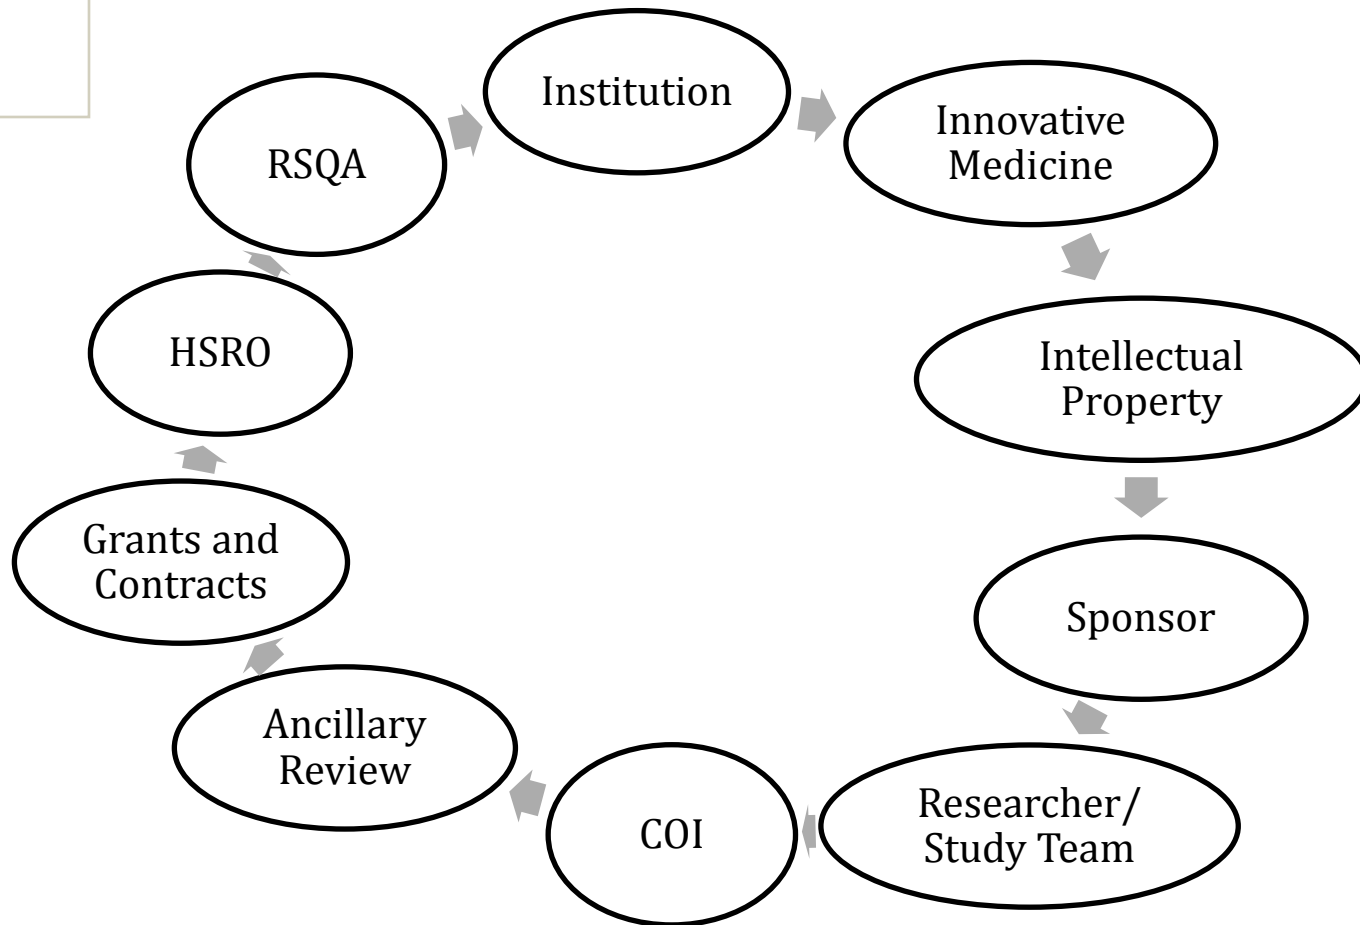 Institution
Innovative
Medicine
Intellectual
Property
Sponsor
Researcher/
Study Team
COI
Ancillary
Review
Grants and
Contracts
HSRO
RSQA